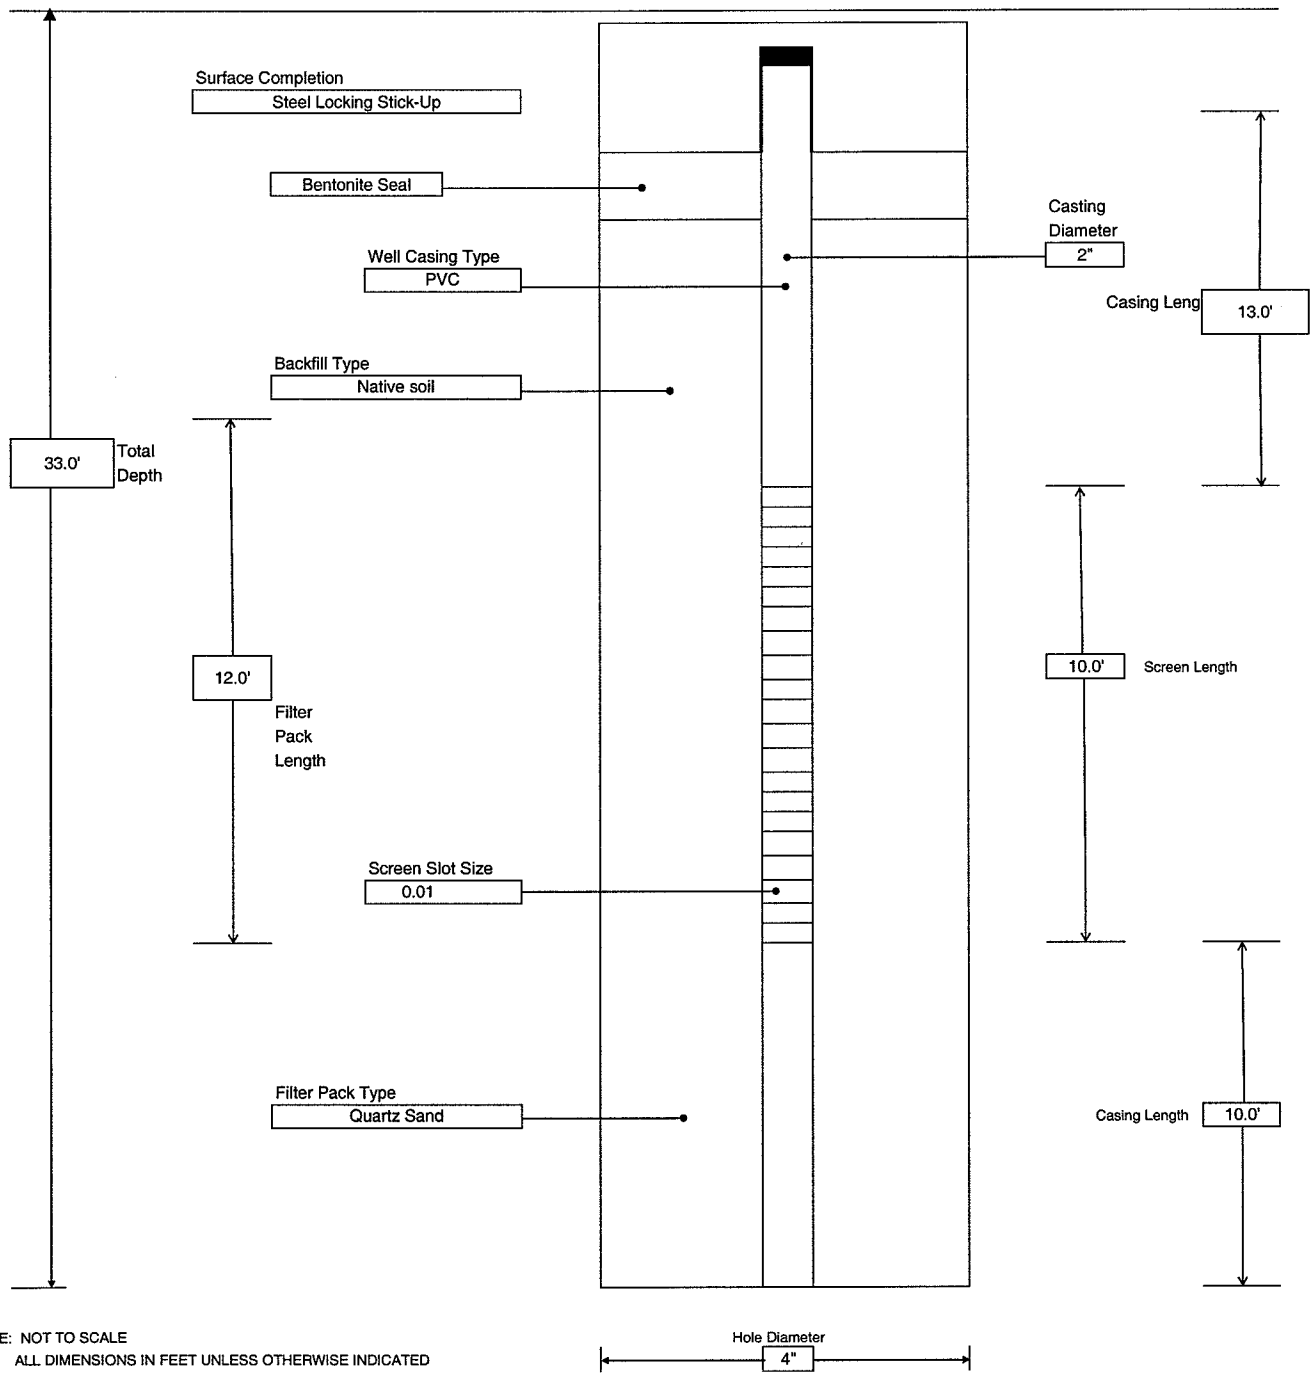 Surface Completion
Steel Locking Stick-Up
Bentonite Seal
Casting
Diameter
2"
Well Casing Type
PVC
Casing Leng
13.0'
Backfill Type
Native soil
33.0'
Total
Depth
12.0'
Filter
Pack
Length
10.0'
Screen Length
Screen Slot Size
0.01
Filter Pack Type
Quartz Sand
Casing Length
10.0'
E: NOT TO SCALE
ALL DIMENSIONS IN FEET UNLESS OTHERWISE INDICATED
Hole Diameter
4"